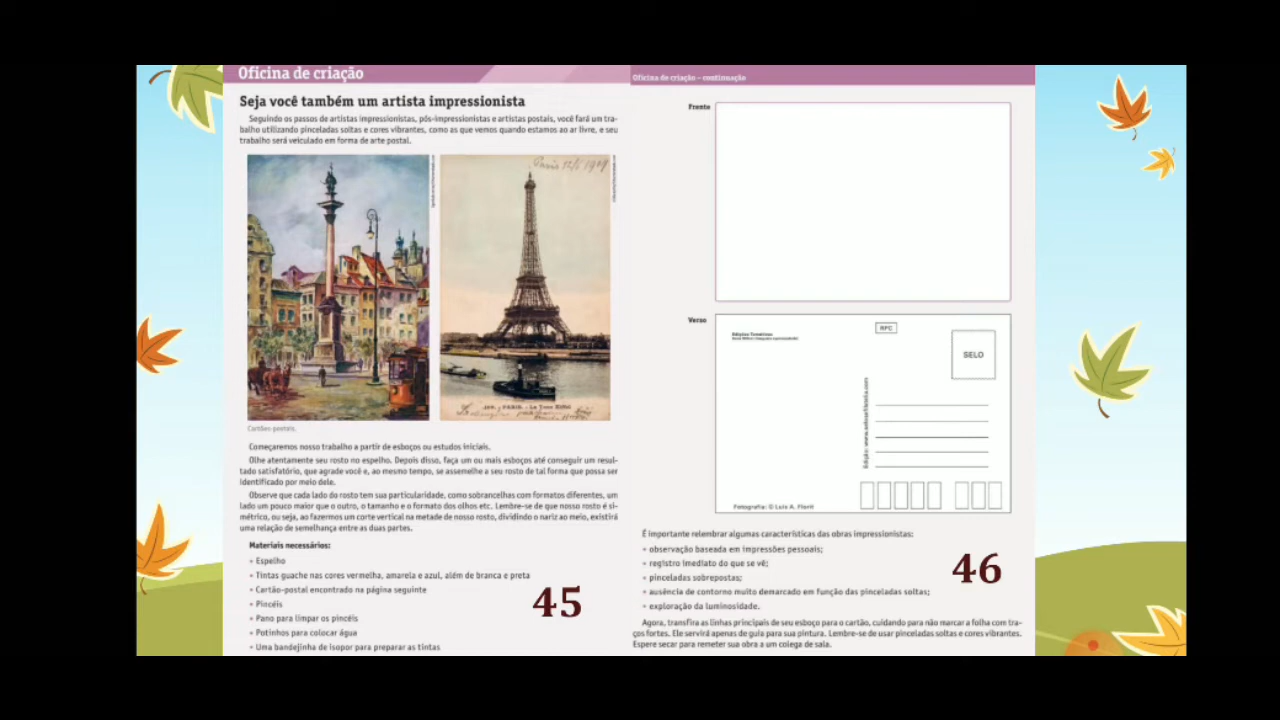 Oficina de criação
Seja você também um artista impressionista
Seguindo os passos de artistas impressionistas, pós-impressionistas e artistas postais, você fará um tra-
balho utilizando pinceladas soltas e cores vibrantes, como as que vemos quando estamos ao ar livre, e seu
trabalho será veiculado em forma de arte postal.
Paris 1909
PARIS. - La Tour Eiffel
Cartões-postais.
Começaremos nosso trabalho a partir de esboços ou estudos iniciais.
Olhe atentamente seu rosto no espelho. Depois disso, faça um ou mais esboços até conseguir um resul-
tado satisfatório, que agrade você e, ao mesmo tempo, se assemelhe a seu rosto de tal forma que possa ser
identificado por meio dele.
Observe que cada lado do rosto tem sua particularidade, como sobrancelhas com formatos diferentes, um
lado um pouco maior que o outro, o tamanho e o formato dos olhos etc. Lembre-se de que nosso rosto é si-
métrico, ou seja, ao fazermos um corte vertical na metade de nosso rosto, dividindo o nariz ao meio, existirá
uma relação de semelhança entre as duas partes.
Materiais necessários:
• Espelho
• Tintas guache nas cores vermelha, amarela e azul, além de branca e preta
• Cartão-postal encontrado na página seguinte
• Pincéis
• Pano para limpar os pincéis
• Potinhos para colocar água
• Uma bandejinha de isopor para preparar as tintas
45
Oficina de criação – continuação
Frente
Verso
RPC
SELO
Fotografia: © Luis A. Florit
É importante relembrar algumas características das obras impressionistas:
• observação baseada em impressões pessoais;
• registro imediato do que se vê;
• pinceladas sobrepostas;
• ausência de contorno muito demarcado em função das pinceladas soltas;
• exploração da luminosidade.
46
Agora, transfira as linhas principais de seu esboço para o cartão, cuidando para não marcar a folha com tra-
ços fortes. Ele servirá apenas de guia para sua pintura. Lembre-se de usar pinceladas soltas e cores vibrantes.
Espere secar para remeter sua obra a um colega de sala.